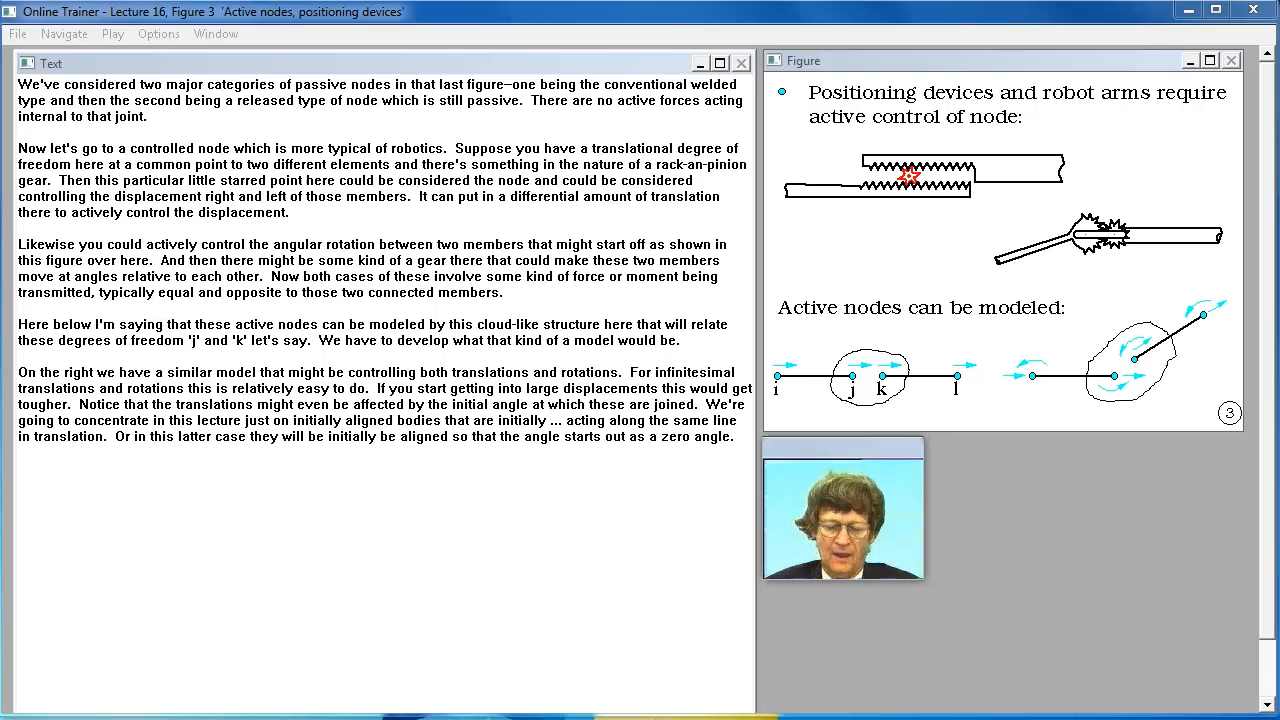 Online Trainer - Lecture 16, Figure 3 'Active nodes, positioning devices'
File Navigate Play Options Window
Text
We've considered two major categories of passive nodes in that last figure–one being the conventional welded
type and then the second being a released type of node which is still passive. There are no active forces acting
internal to that joint.
Now let's go to a controlled node which is more typical of robotics. Suppose you have a translational degree of
freedom here at a common point to two different elements and there's something in the nature of a rack-an-pinion
gear. Then this particular little starred point here could be considered the node and could be considered
controlling the displacement right and left of those members. It can put in a differential amount of translation
there to actively control the displacement.
Likewise you could actively control the angular rotation between two members that might start off as shown in
this figure over here. And then there might be some kind of a gear there that could make these two members
move at angles relative to each other. Now both cases of these involve some kind of force or moment being
transmitted, typically equal and opposite to those two connected members.
Here below I'm saying that these active nodes can be modeled by this cloud-like structure here that will relate
these degrees of freedom 'j' and 'k' let's say. We have to develop what that kind of a model would be.
On the right we have a similar model that might be controlling both translations and rotations. For infinitesimal
translations and rotations this is relatively easy to do. If you start getting into large displacements this would get
tougher. Notice that the translations might even be affected by the initial angle at which these are joined. We're
going to concentrate in this lecture just on initially aligned bodies that are initially ... acting along the same line
in translation. Or in this latter case they will be initially be aligned so that the angle starts out as a zero angle.
Figure
Positioning devices and robot arms require
active control of node:
Active nodes can be modeled:
i j k l
3